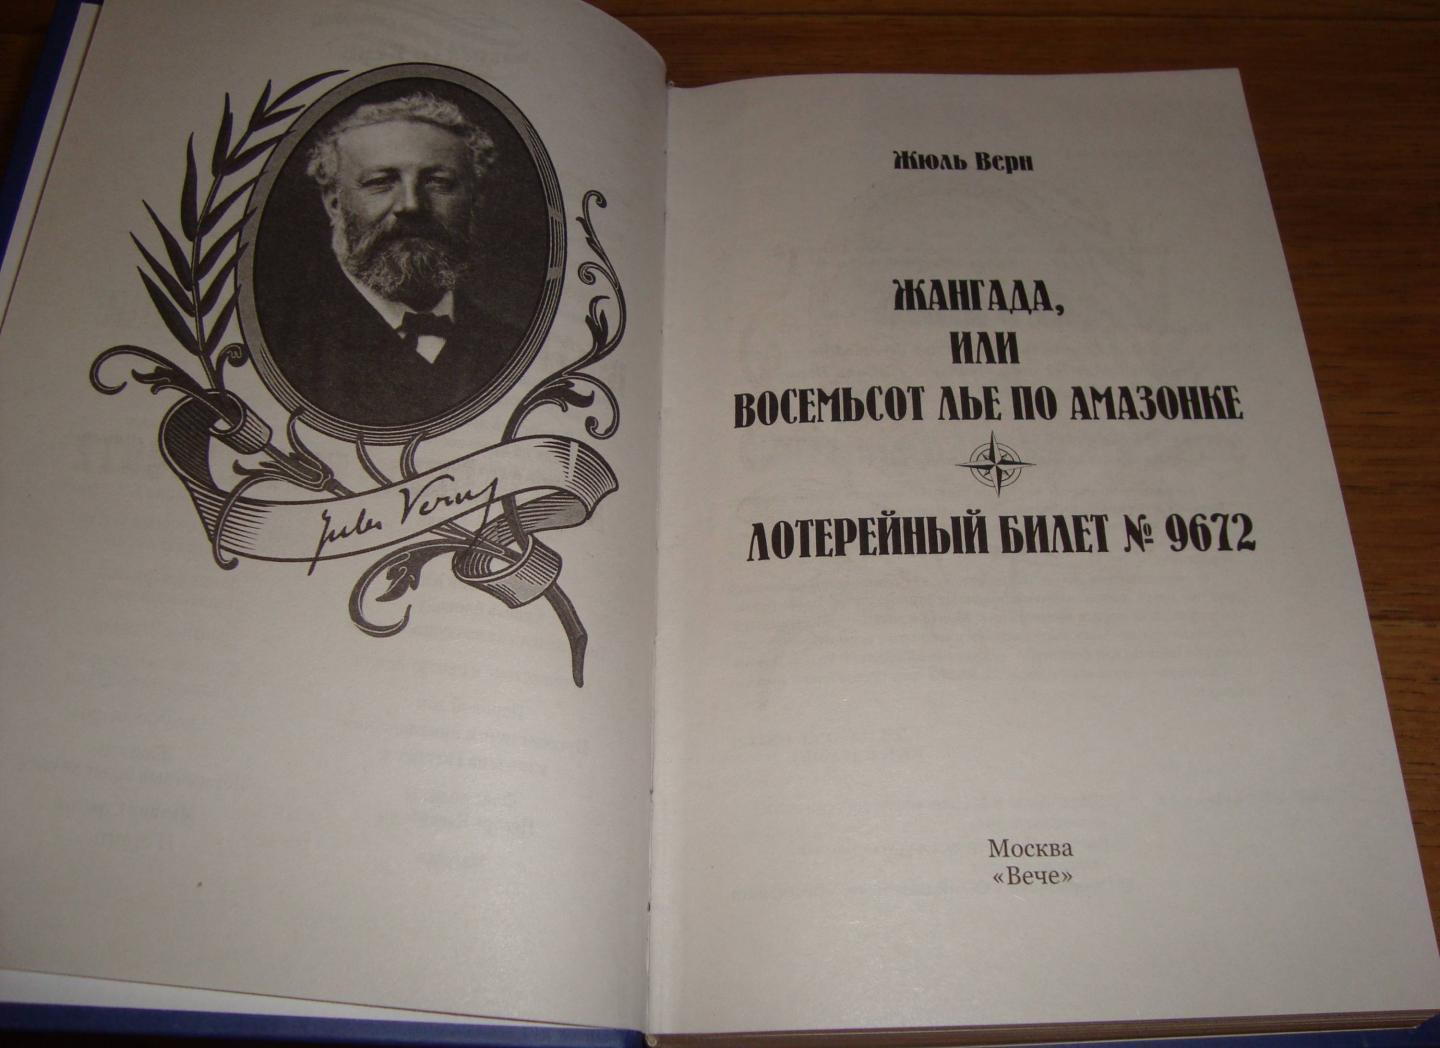 Jules Verne
Жюль Верн
ЖАНГАДА,
ИЛИ
ВОСЕМЬСОТ ЛЬЕ ПО АМАЗОНКЕ
ЛОТЕРЕЙНЫЙ БИЛЕТ № 9672
Москва
«Вече»